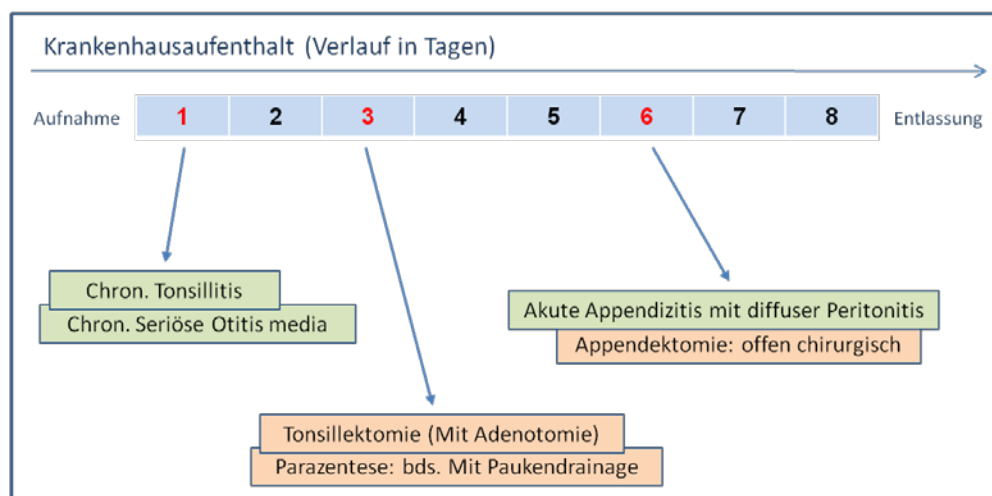 Krankenhausaufenthalt (Verlauf in Tagen)
Aufnahme 1 2 3 4 5 6 7 8 Entlassung
Chron. Tonsillitis
Chron. Seriöse Otitis media
Akute Appendizitis mit diffuser Peritonitis
Appendektomie: offen chirurgisch
Tonsillektomie (Mit Adenotomie)
Parazentese: bds. Mit Paukendrainage